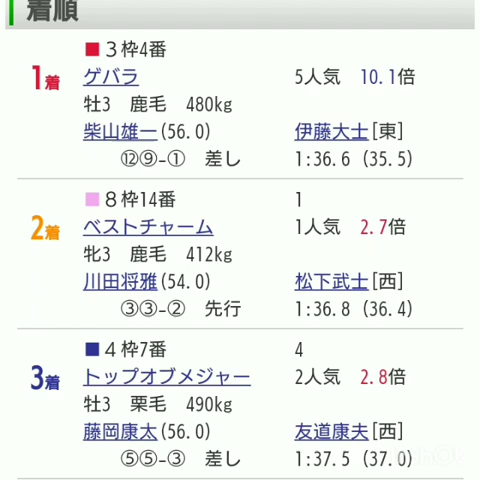 着順
1着
■3枠4番
ゲバラ 5人気 10.1倍
牡3 鹿毛 480kg
柴山雄一(56.0) 伊藤大士[東]
⑫⑨-① 差し 1:36.6 (35.5)
2着
■8枠14番 1
ベストチャーム 1人気 2.7倍
牝3 鹿毛 412kg
川田将雅(54.0) 松下武士[西]
③③-② 先行 1:36.8 (36.4)
3着
■4枠7番 4
トップオブメジャー 2人気 2.8倍
牡3 栗毛 490kg
藤岡康太(56.0) 友道康夫[西]
⑤⑤-③ 差し 1:37.5 (37.0)